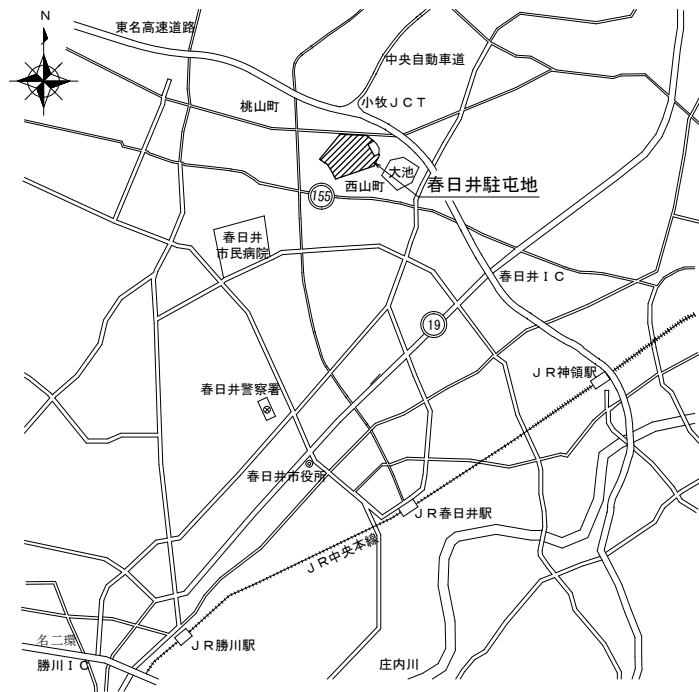 N
東名高速道路
中央自動車道
桃山町
小牧ＪＣＴ
大池
西山町
春日井駐屯地
155
春日井
市民病院
春日井ＩＣ
19
ＪＲ神領駅
春日井警察署
春日井市役所
ＪＲ春日井駅
ＪＲ中央本線
名二環
ＪＲ勝川駅
勝川ＩＣ
庄内川